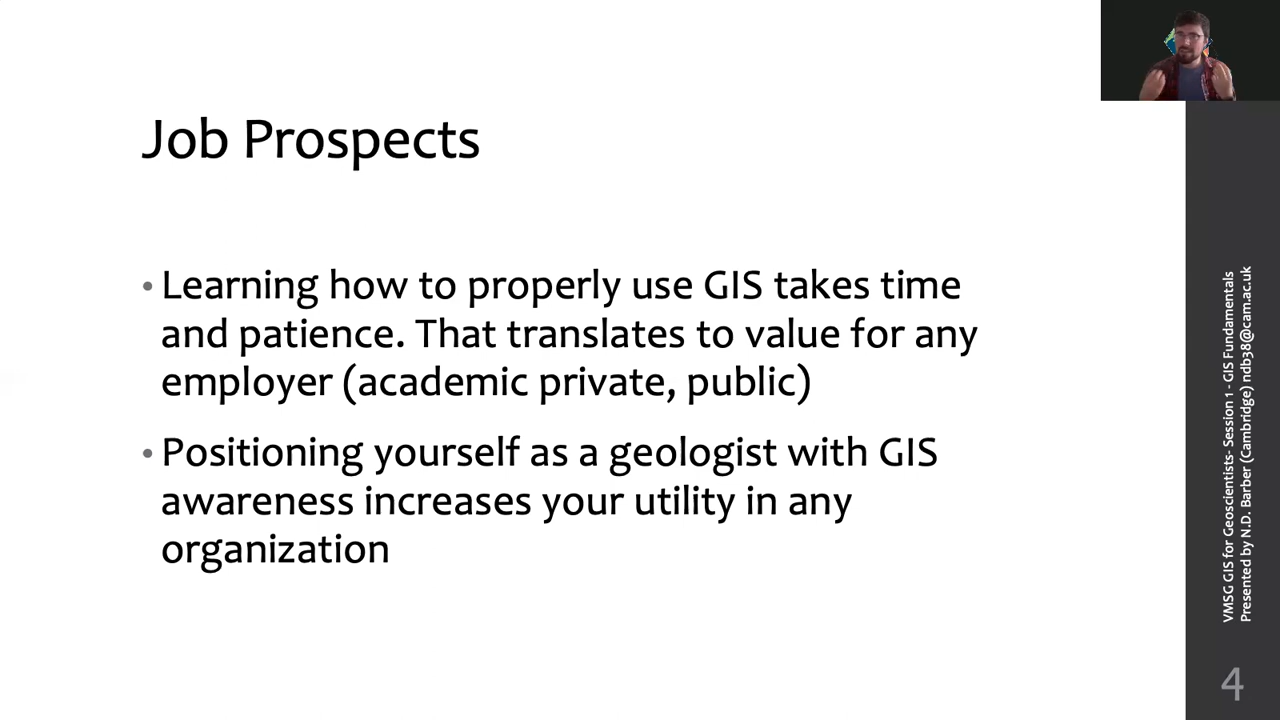 Job Prospects
• Learning how to properly use GIS takes time
and patience. That translates to value for any
employer (academic private, public)
• Positioning yourself as a geologist with GIS
awareness increases your utility in any
organization
VMSG GIS for Geoscientists- Session 1 - GIS Fundamentals
Presented by N.D. Barber (Cambridge) ndb38@cam.ac.uk
4